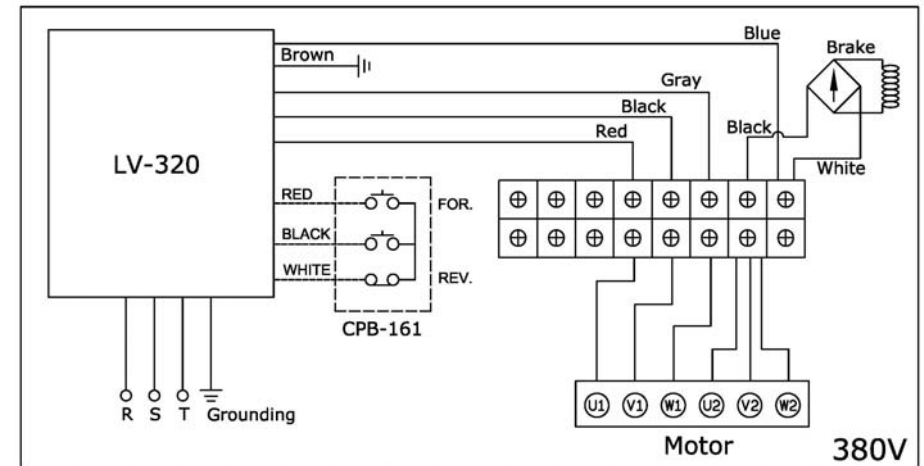 Blue
Brown
Brake
Gray
Black
Red
Black
LV-320
White
RED
FOR.
BLACK
WHITE
REV.
CPB-161
R S T Grounding
U1 V1 W1 U2 V2 W2
Motor
380V